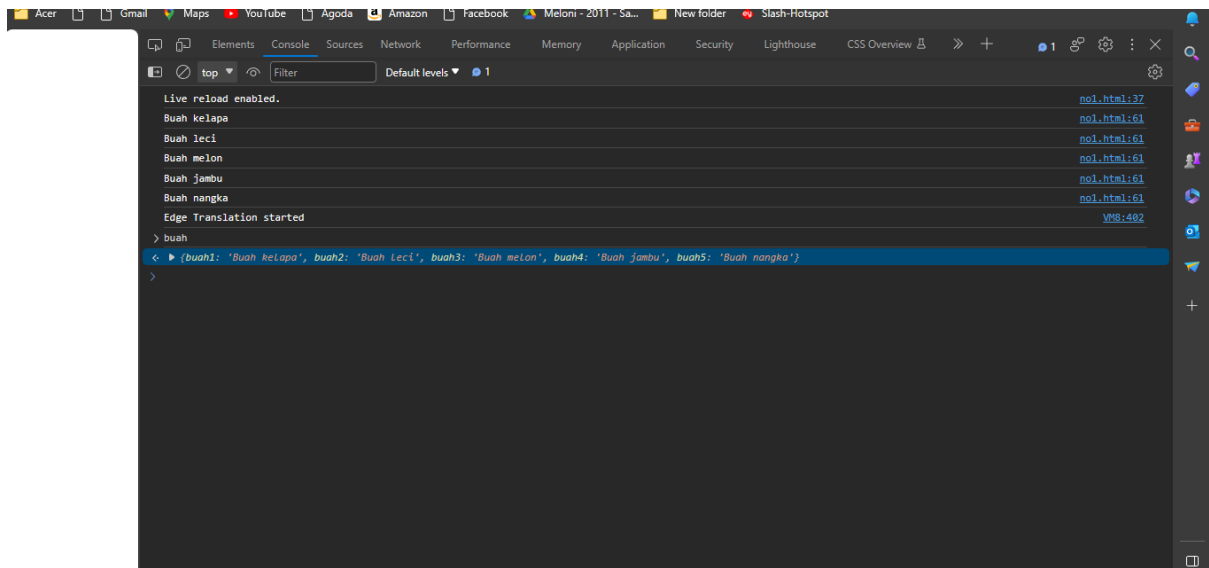 Acer Gmail Maps YouTube Agoda a Amazon Facebook Meloni - 2011 - Sa... New folder Slash-Hotspot
Elements Console Sources Network Performance Memory Application Security Lighthouse CSS Overview 1
top Filter Default levels 1
Live reload enabled. no1.html:37
Buah kelapa no1.html:61
Buah leci no1.html:61
Buah melon no1.html:61
Buah jambu no1.html:61
Buah nangka no1.html:61
Edge Translation started VM8:402
> buah
{buah1: 'Buah kelapa', buah2: 'Buah leci', buah3: 'Buah melon', buah4: 'Buah jambu', buah5: 'Buah nangka'}